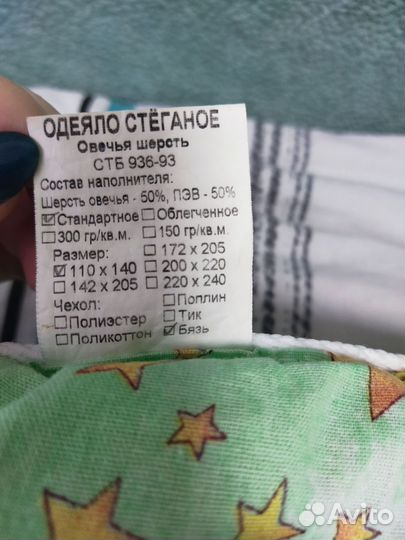 ОДЕЯЛО СТЁГАНОЕ
Овечья шерсть
СТБ 936-93
Состав наполнителя:
Шерсть овечья - 50%, ПЭВ - 50%
Стандартное Облегченное
300 гр/кв.м. 150 гр/кв.м.
Размер: 172 x 205
110 x 140 200 x 220
142 x 205 220 x 240
Чехол: Поплин
Полиэстер Тик
Поликоттон Бязь
Avito